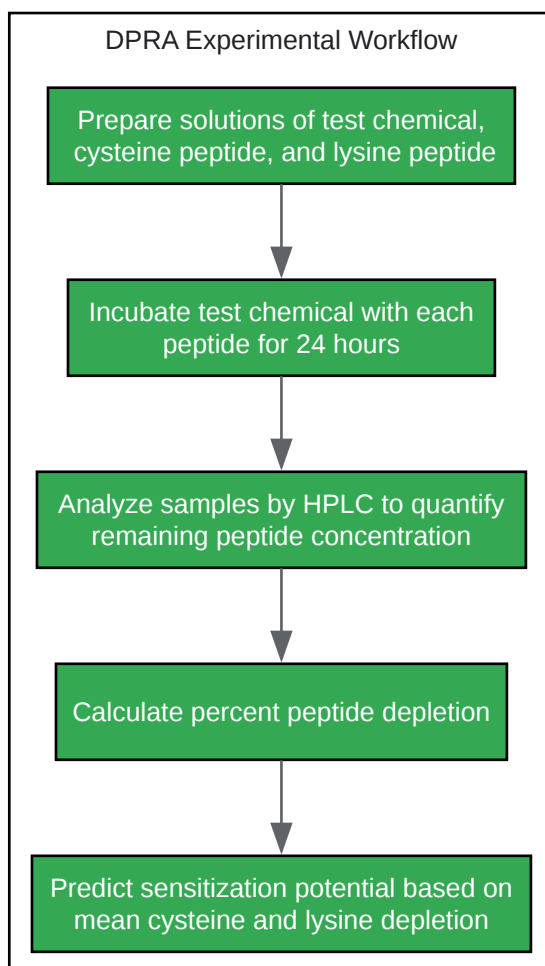 DPRA Experimental Workflow
Prepare solutions of test chemical,
cysteine peptide, and lysine peptide
Incubate test chemical with each
peptide for 24 hours
Analyze samples by HPLC to quantify
remaining peptide concentration
Calculate percent peptide depletion
Predict sensitization potential based on
mean cysteine and lysine depletion